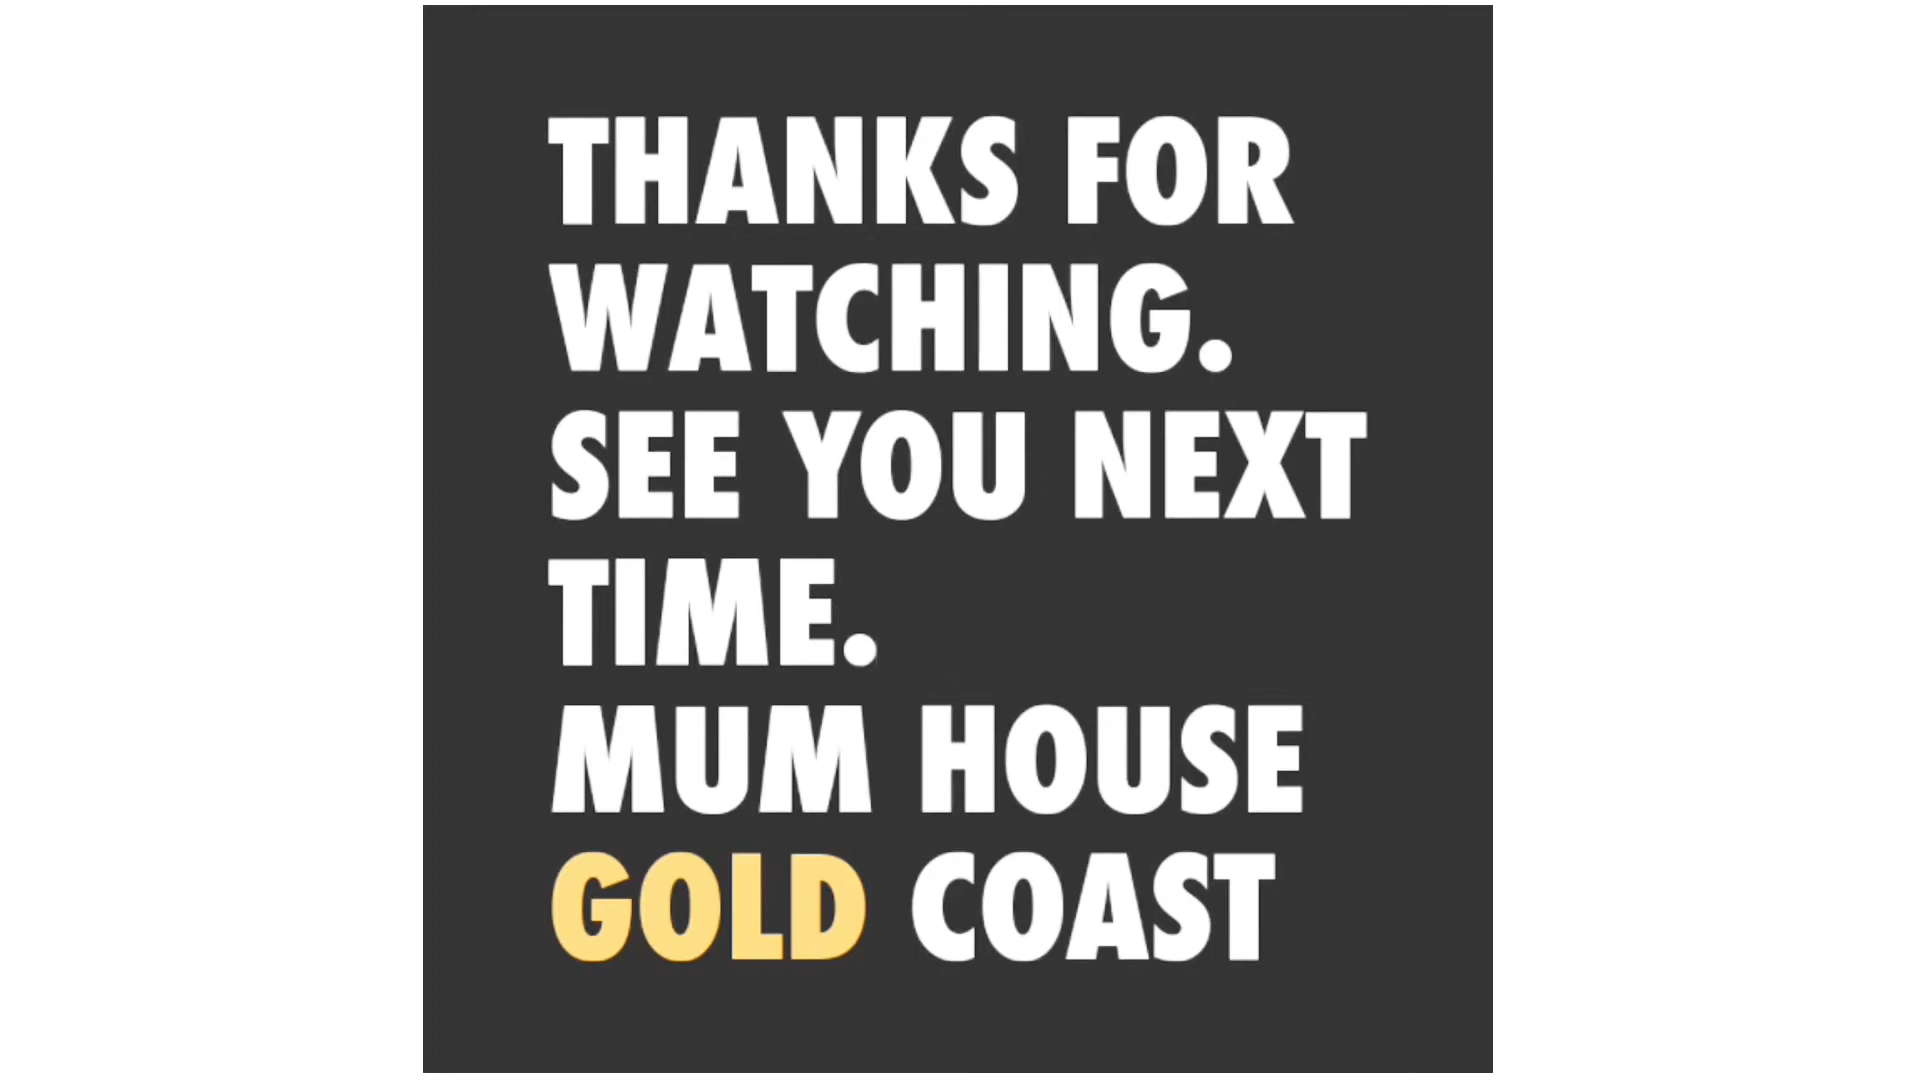 THANKS FOR
WATCHING.
SEE YOU NEXT
TIME.
MUM HOUSE
GOLD COAST